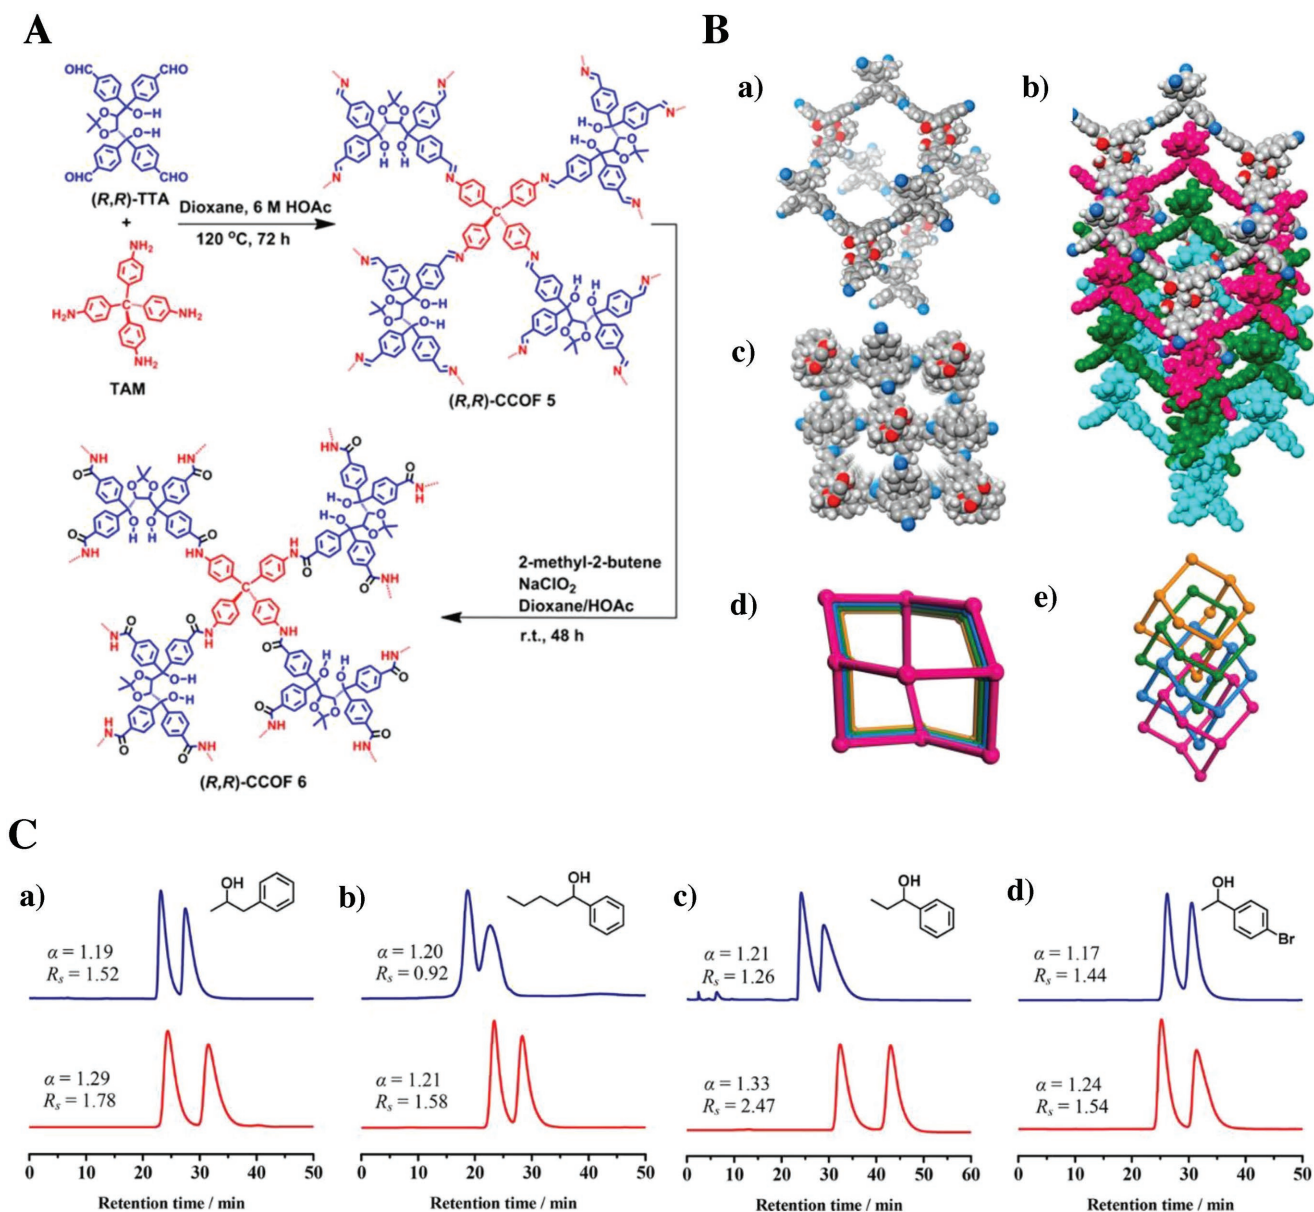 A
OHC
CHO
O–H
O
O
O–H
OHC
CHO
(R,R)-TTA
+
NH2
H2N
NH2
C
NH2
TAM
Dioxane, 6 M HOAc
120 °C, 72 h
(R,R)-CCOF 5
2-methyl-2-butene
NaClO2
Dioxane/HOAc
r.t., 48 h
(R,R)-CCOF 6
B
a)
b)
c)
d)
e)
C
a)
OH
α = 1.19
Rs = 1.52
α = 1.29
Rs = 1.78
0 10 20 30 40 50
Retention time / min
b)
OH
α = 1.20
Rs = 0.92
α = 1.21
Rs = 1.58
0 10 20 30 40 50
Retention time / min
c)
OH
α = 1.21
Rs = 1.26
α = 1.33
Rs = 2.47
0 10 20 30 40 50 60
Retention time / min
d)
OH
Br
α = 1.17
Rs = 1.44
α = 1.24
Rs = 1.54
0 10 20 30 40 50
Retention time / min